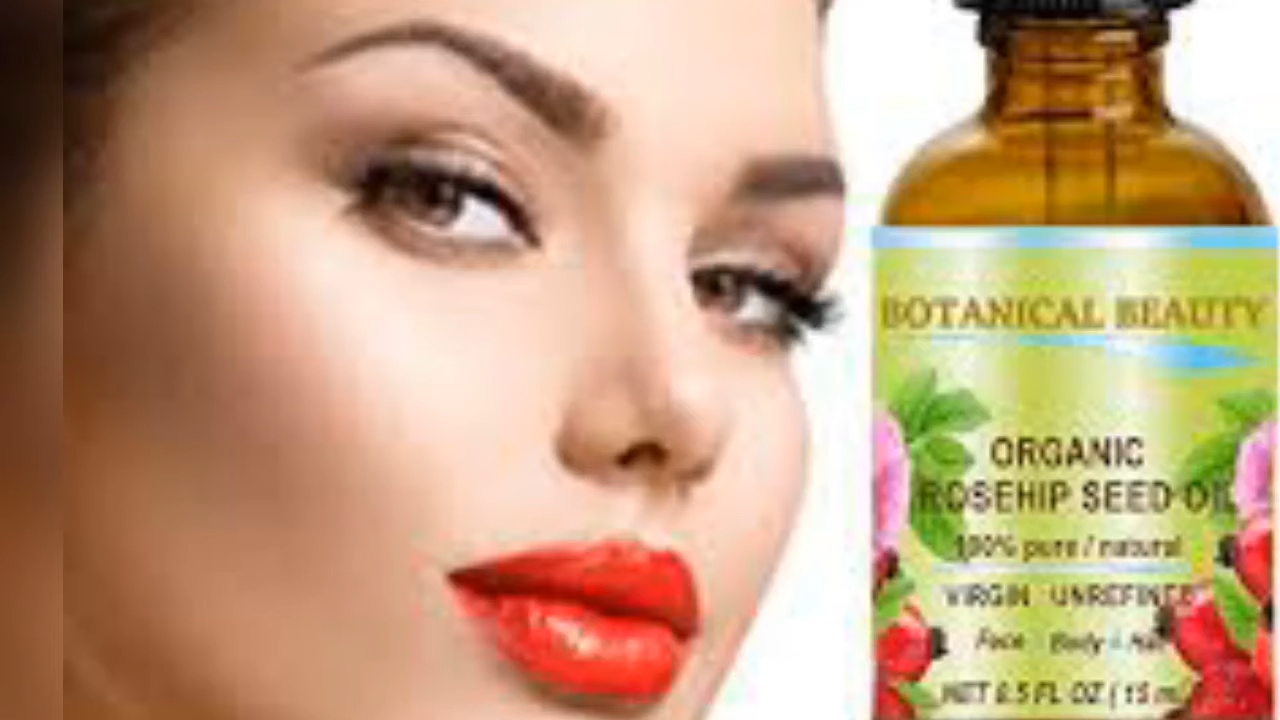 BOTANICAL BEAUTY
ORGANIC
ROSEHIP SEED OIL
100% pure / natural
VIRGIN UNREFINED
Face Body - Hair
NET 0.5 FL OZ ( 15 ml